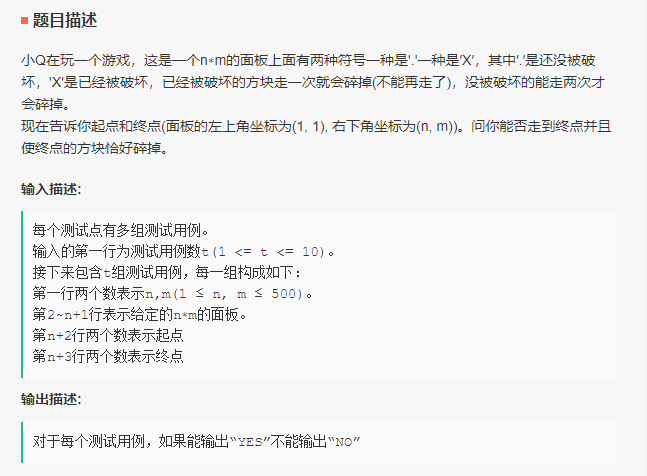 题目描述
小Q在玩一个游戏，这是一个n*m的面板上面有两种符号一种是'.'一种是'X'，其中'.'是还没被破
坏，'X'是已经被破坏，已经被破坏的方块走一次就会碎掉(不能再走了)，没被破坏的能走两次才
会碎掉。
现在告诉你起点和终点(面板的左上角坐标为(1, 1), 右下角坐标为(n, m))。问你能否走到终点并且
使终点的方块恰好碎掉。
输入描述:
每个测试点有多组测试用例。
输入的第一行为测试用例数t(1 <= t <= 10)。
接下来包含t组测试用例，每一组构成如下：
第一行两个数表示n,m(1 ≤ n, m ≤ 500)。
第2~n+1行表示给定的n*m的面板。
第n+2行两个数表示起点
第n+3行两个数表示终点
输出描述:
对于每个测试用例，如果能输出“YES”不能输出“NO”